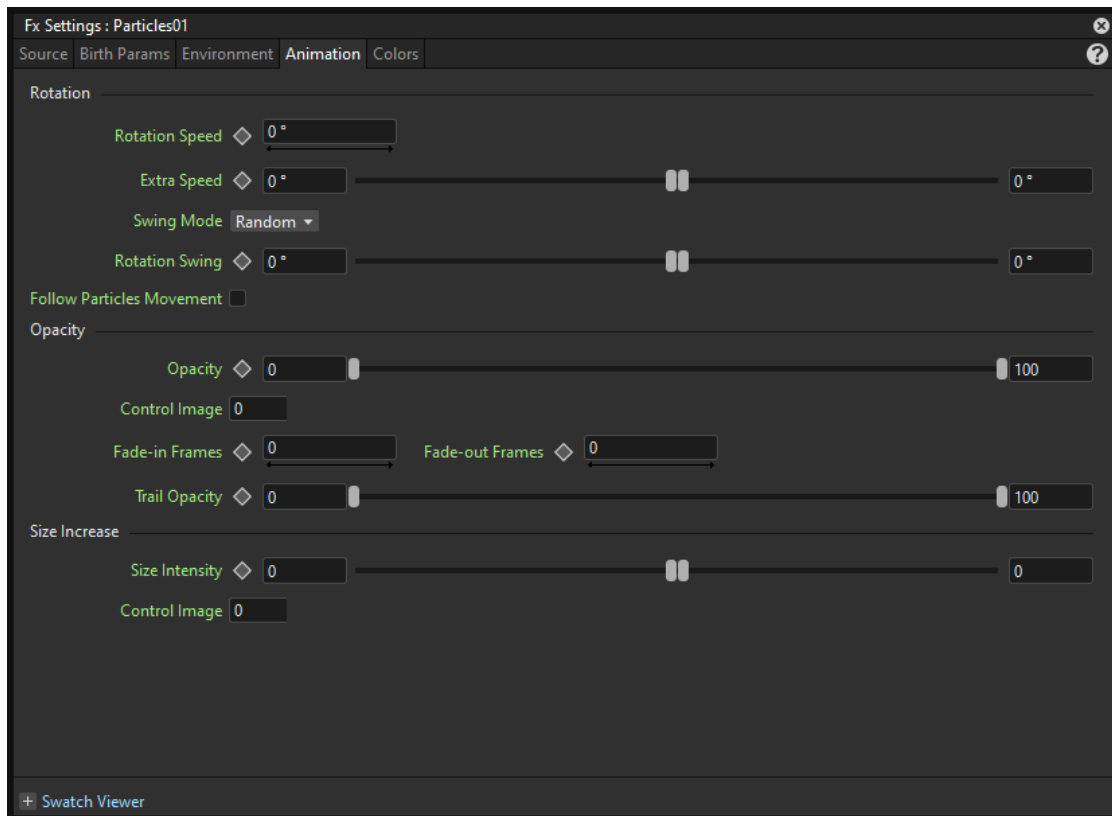 Fx Settings : Particles01
Source Birth Params Environment Animation Colors ?
Rotation
Rotation Speed 0 °
Extra Speed 0 ° 0 °
Swing Mode Random
Rotation Swing 0 ° 0 °
Follow Particles Movement
Opacity
Opacity 0 100
Control Image 0
Fade-in Frames 0 Fade-out Frames 0
Trail Opacity 0 100
Size Increase
Size Intensity 0 0
Control Image 0
+ Swatch Viewer